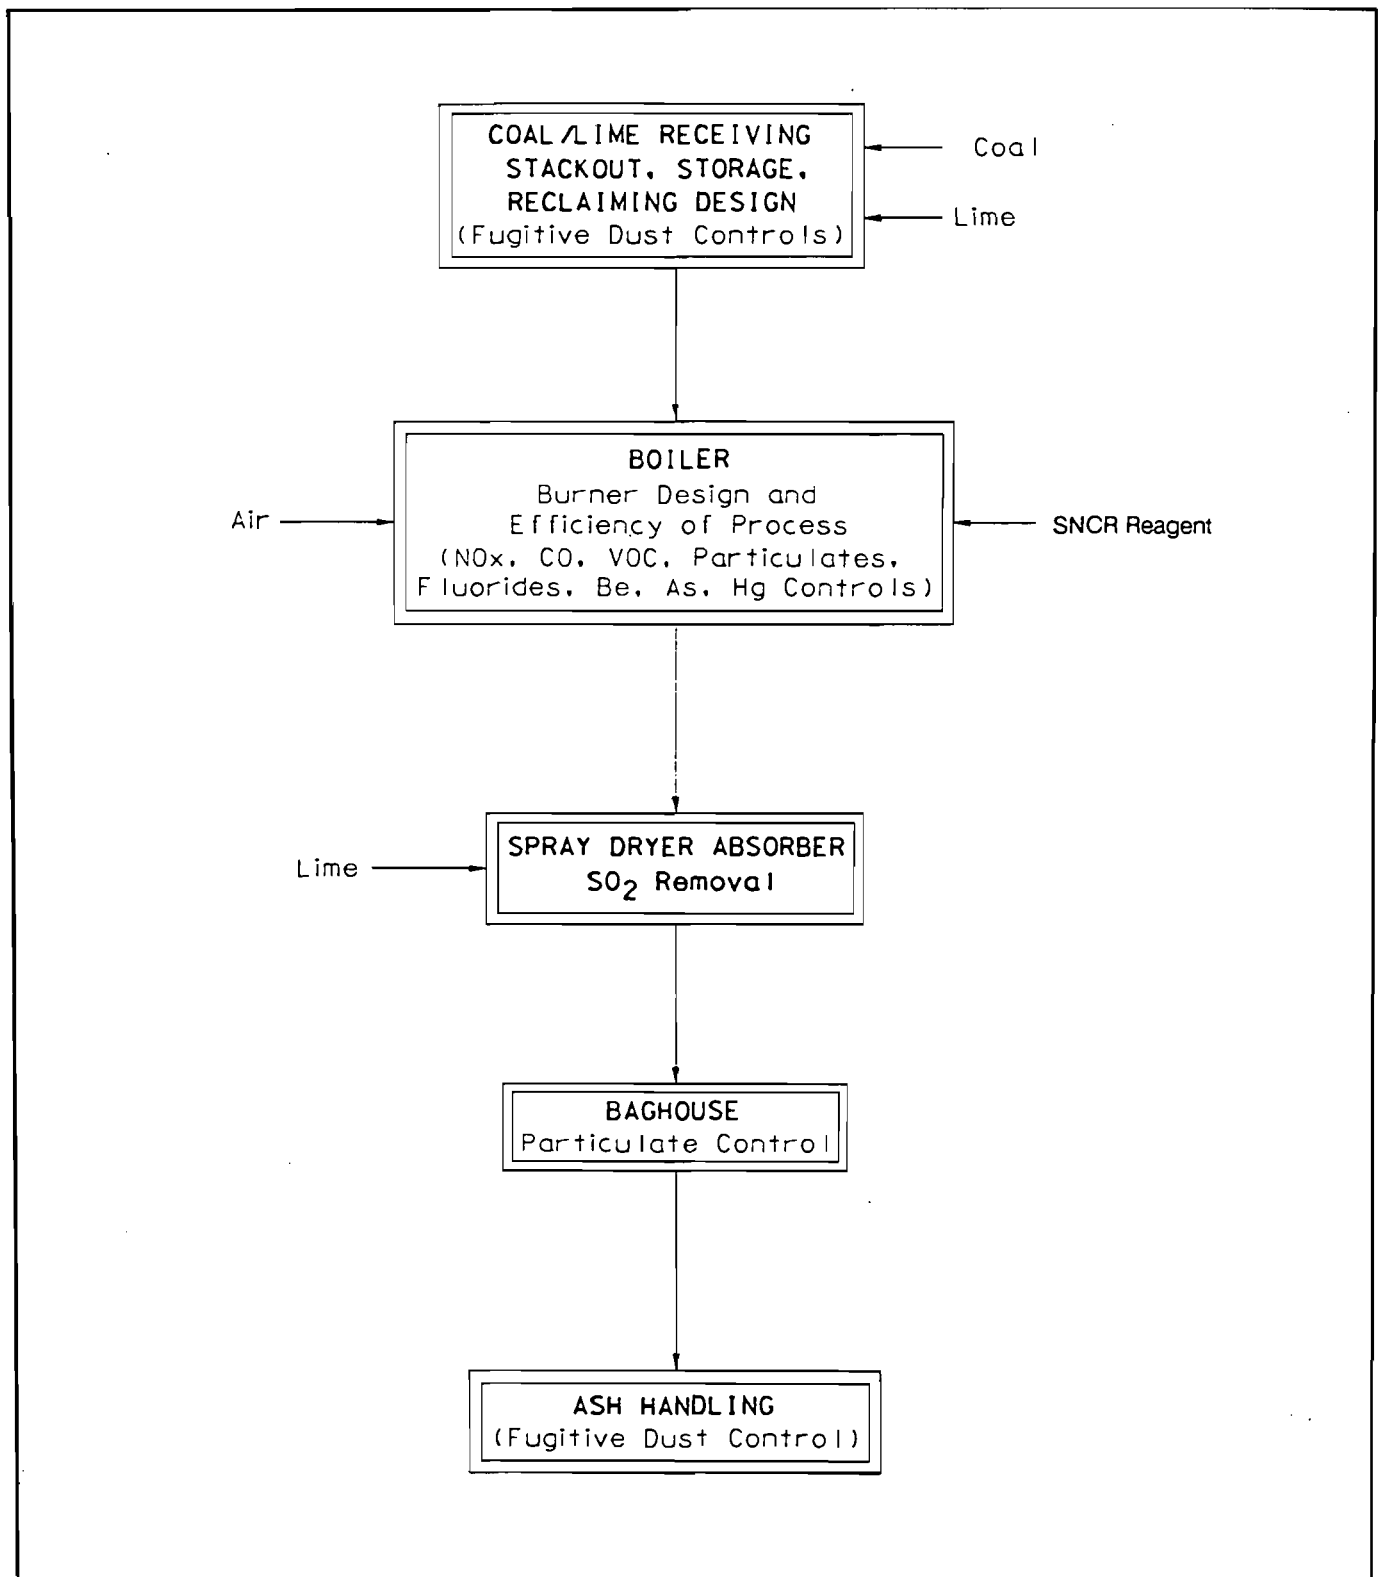 COAL/LIME RECEIVING
STACKOUT, STORAGE,
RECLAIMING DESIGN
(Fugitive Dust Controls)
Coal
Lime
BOILER
Burner Design and
Efficiency of Process
(NOx, CO, VOC, Particulates,
Fluorides, Be, As, Hg Controls)
Air
SNCR Reagent
SPRAY DRYER ABSORBER
SO2 Removal
Lime
BAGHOUSE
Particulate Control
ASH HANDLING
(Fugitive Dust Control)